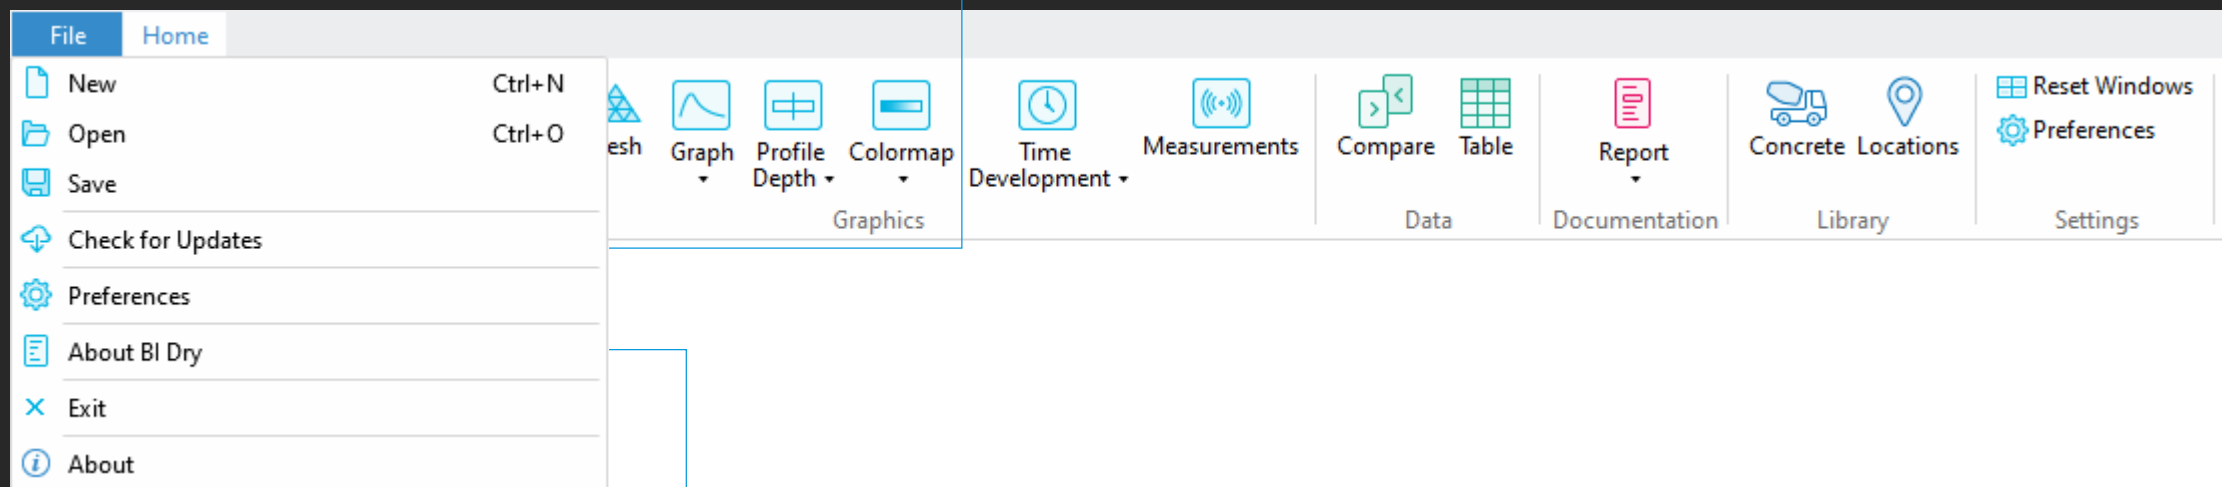 File
Home
New Ctrl+N
Open Ctrl+O
Save
Check for Updates
Preferences
About BI Dry
Exit
About
esh
Graph
Profile
Depth
Colormap
Time
Development
Measurements
Graphics
Compare
Table
Data
Report
Documentation
Concrete
Locations
Library
Reset Windows
Preferences
Settings